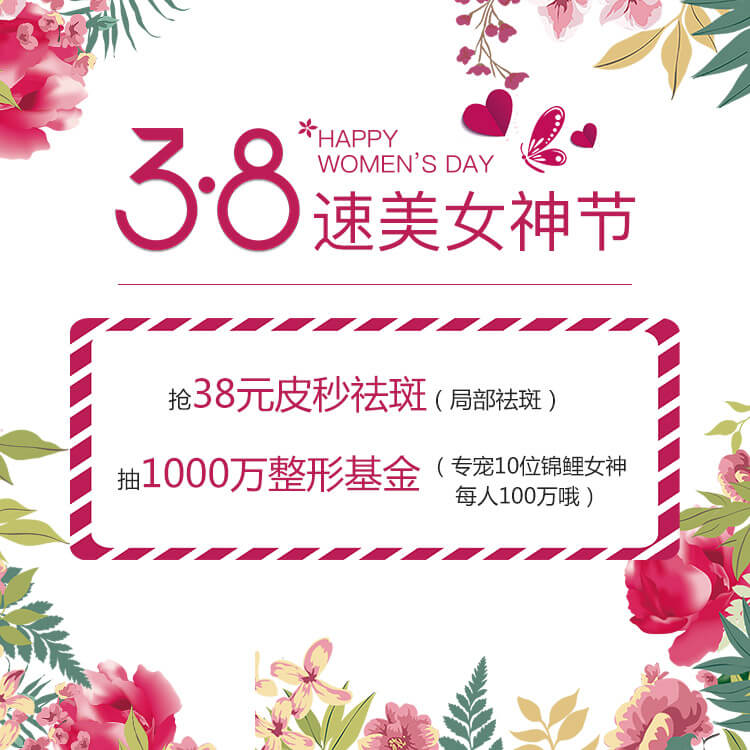 3·8
HAPPY
WOMEN'S DAY
速美女神节
抢38元皮秒祛斑（局部祛斑）
抽1000万整形基金（专宠10位锦鲤女神
每人100万哦）